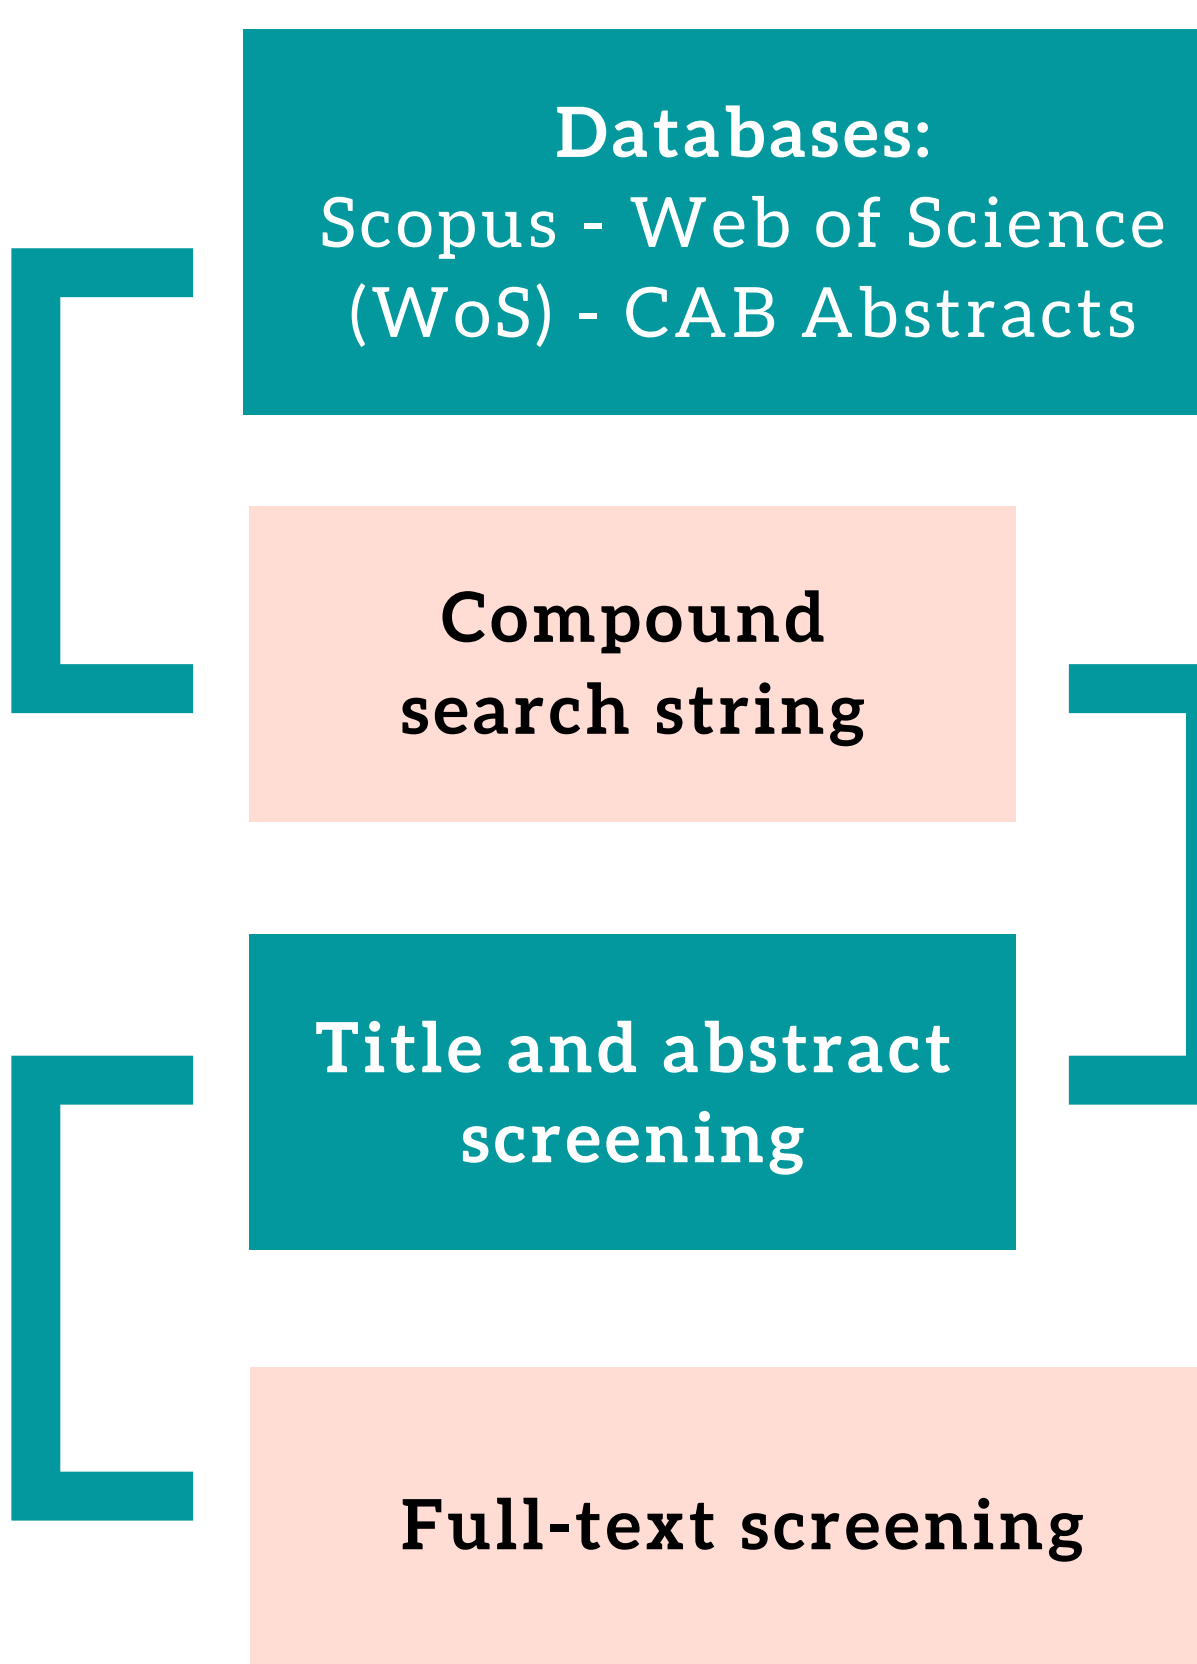 Databases:
Scopus - Web of Science
(WoS) - CAB Abstracts
Compound
search string
Title and abstract
screening
Full-text screening